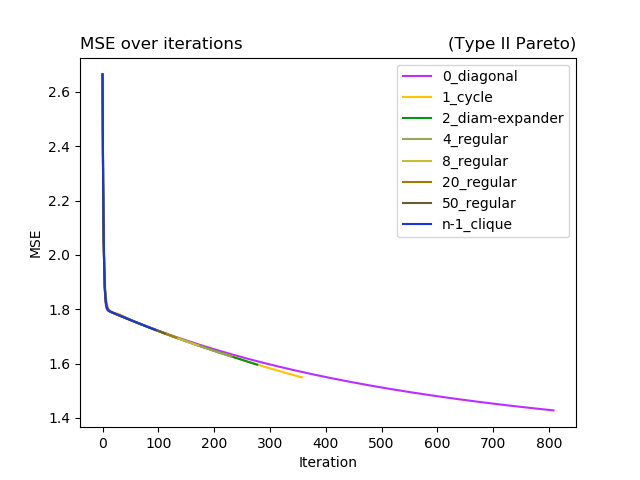 MSE over iterations (Type II Pareto)
0_diagonal
1_cycle
2_diam-expander
4_regular
8_regular
20_regular
50_regular
n-1_clique
MSE
2.6
2.4
2.2
2.0
1.8
1.6
1.4
0 100 200 300 400 500 600 700 800
Iteration